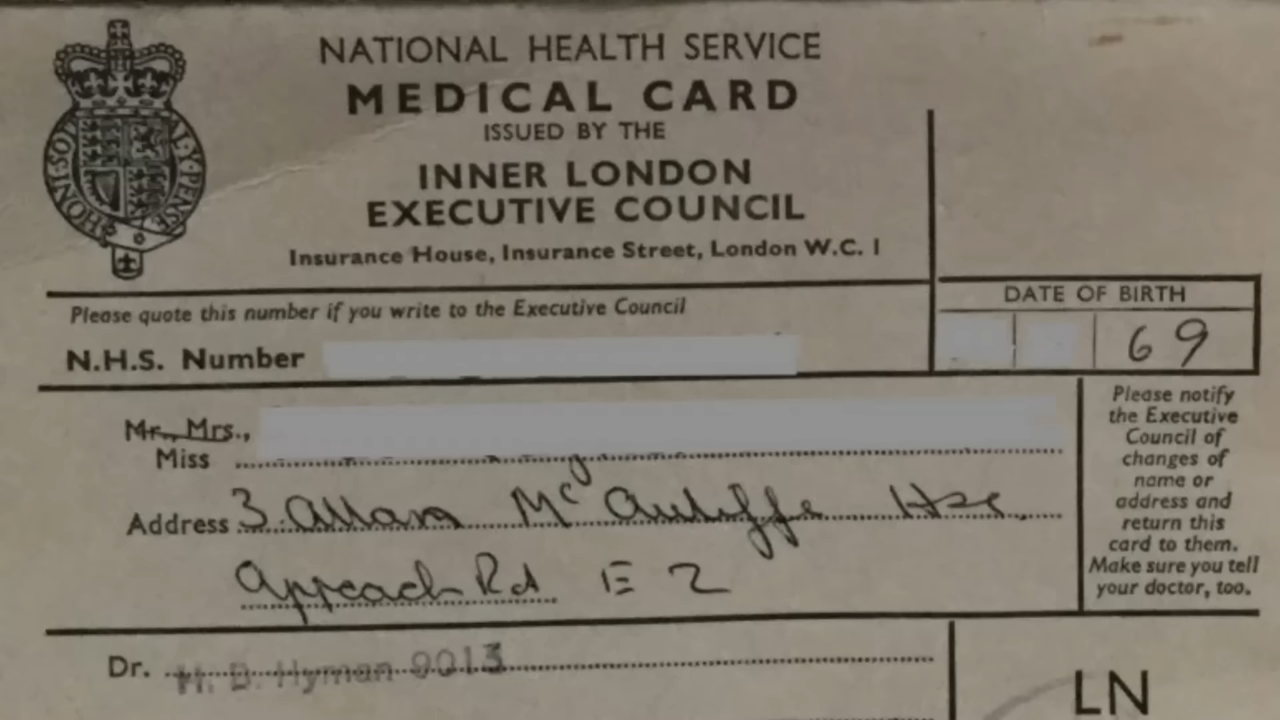 NATIONAL HEALTH SERVICE
MEDICAL CARD
ISSUED BY THE
INNER LONDON
EXECUTIVE COUNCIL
Insurance House, Insurance Street, London W.C. 1
Please quote this number if you write to the Executive Council
N.H.S. Number
DATE OF BIRTH
69
Mr., Mrs.,
Miss
Address 3 Allan Mc Auliffe Hse.
Approach Rd E 2
Please notify
the Executive
Council of
changes of
name or
address and
return this
card to them.
Make sure you tell
your doctor, too.
Dr. H. D. Hyman 9013
LN